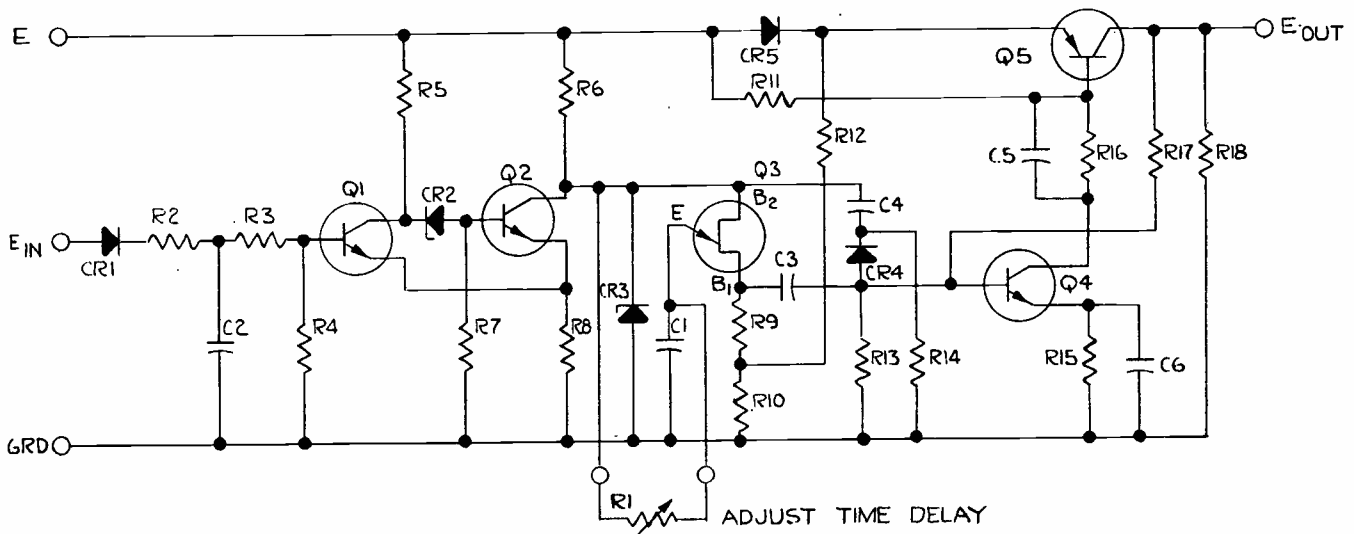 E
E OUT
CR5
Q5
R11
R5
R6
R12
C5
R16
R17
R18
Q1
CR2
Q2
Q3
B2
R2
R3
E
C4
E IN
CR1
CR4
C3
B1
Q4
CR3
C2
R4
R7
R8
C1
R9
R13
R14
R15
C6
R10
GRD
R1
ADJUST TIME DELAY